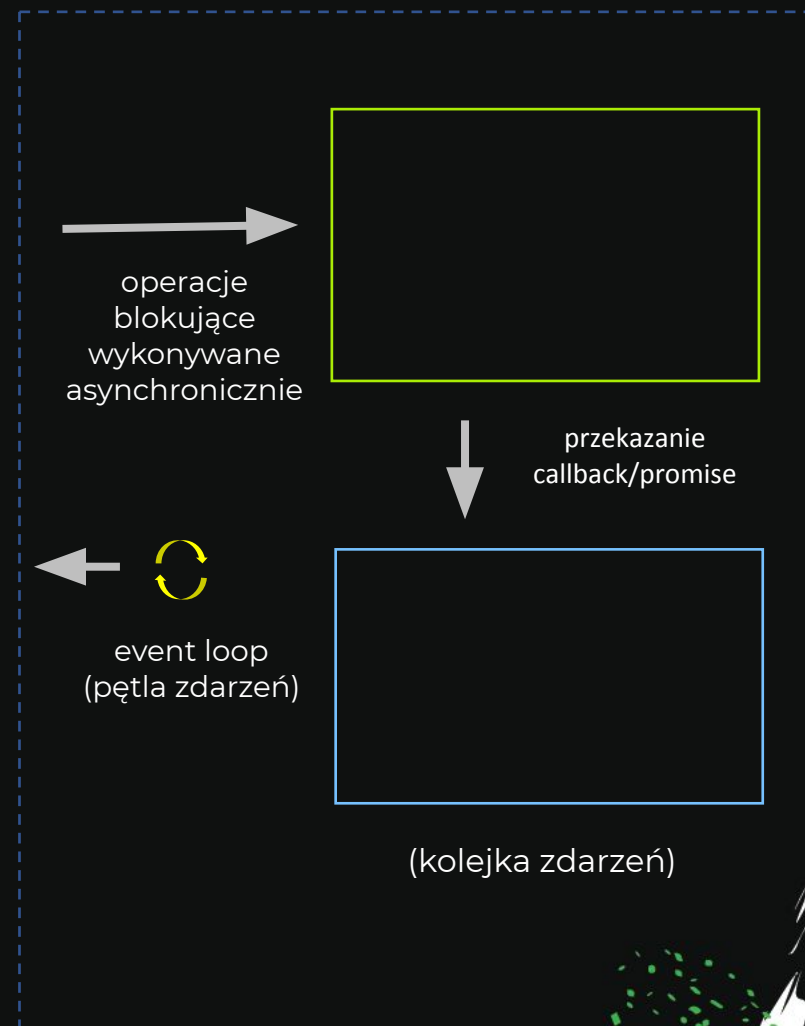 operacje
blokujące
wykonywane
asynchronicznie
przekazanie
callback/promise
event loop
(pętla zdarzeń)
(kolejka zdarzeń)